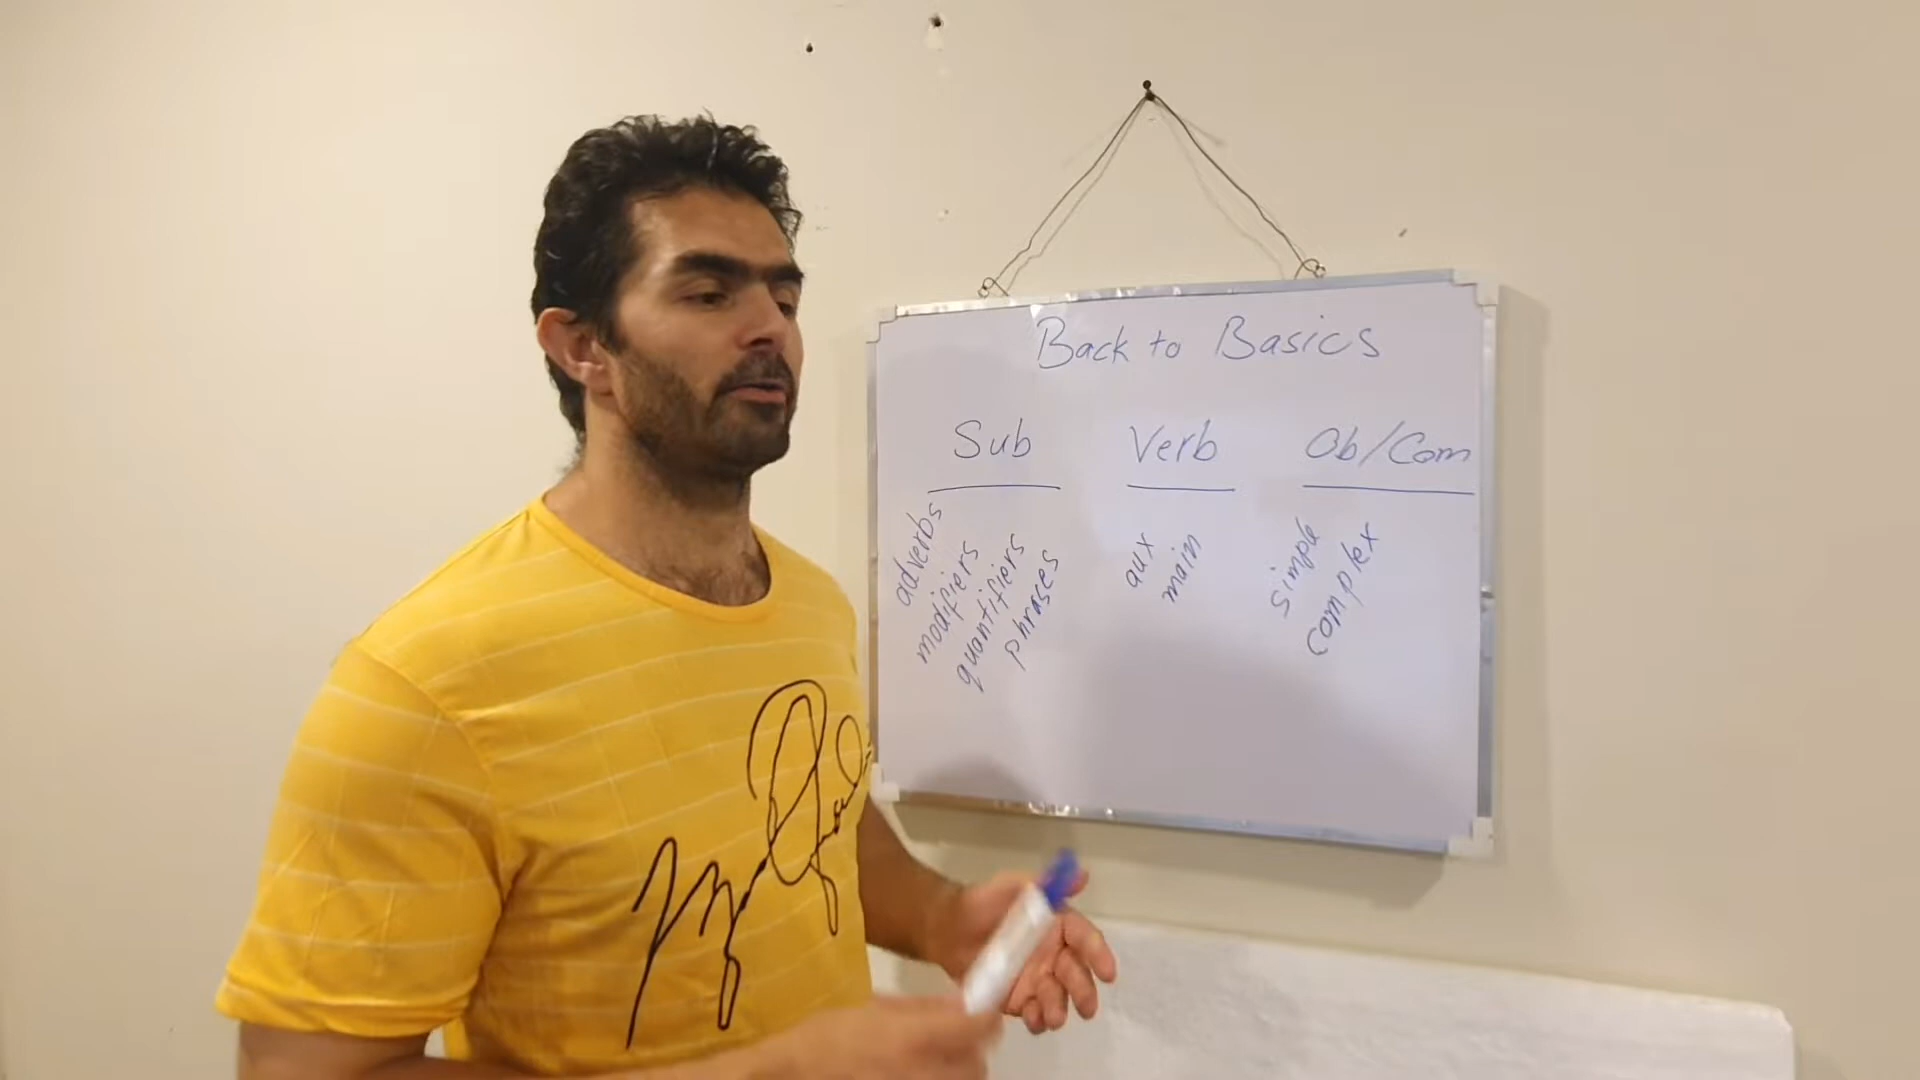 Back to Basics
Sub Verb Ob/Com
adverbs
modifiers
quantifiers
phrases
aux
main
simple
complex